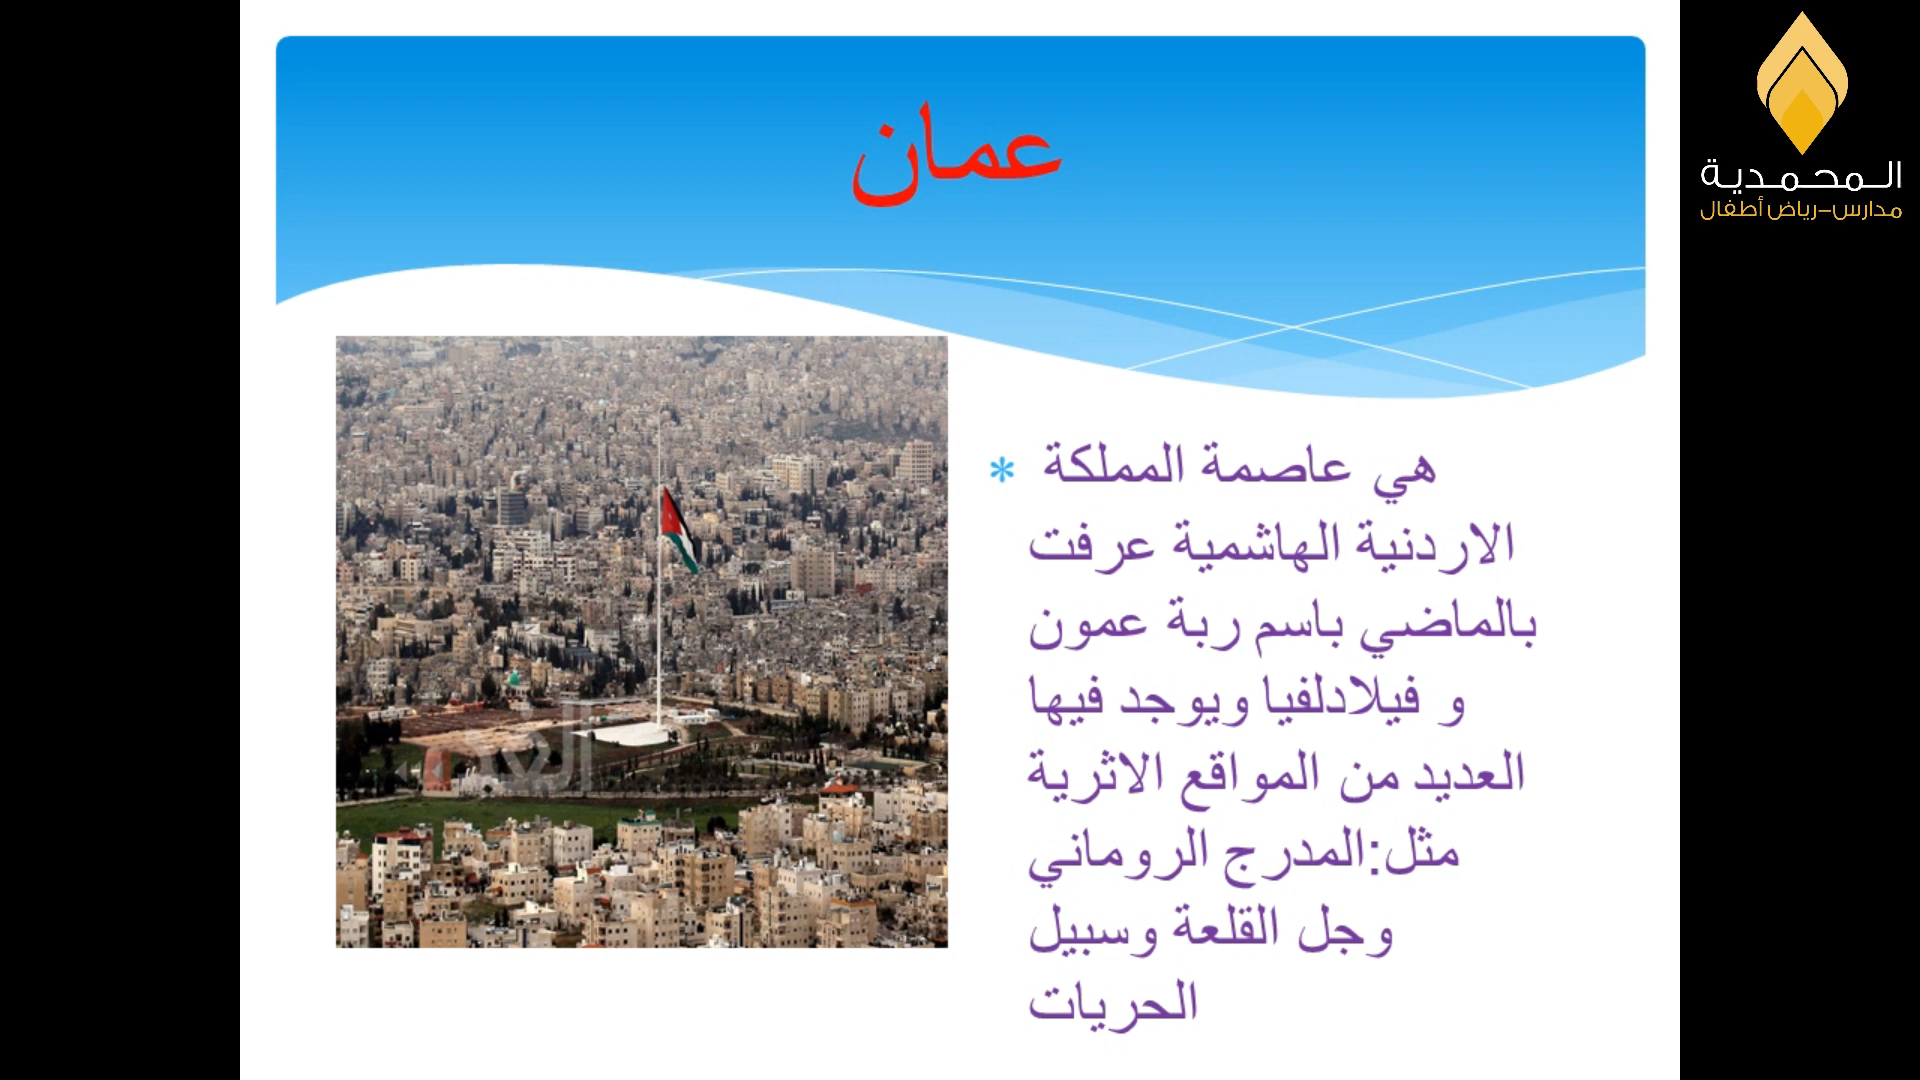 عمان
هي عاصمة المملكة
الاردنية الهاشمية عرفت
بالماضي باسم ربة عمون
و فيلادلفيا ويوجد فيها
العديد من المواقع الاثرية
مثل:المدرج الروماني
وجل القلعة وسبيل
الحريات
المحمدية
مدارس-رياض أطفال